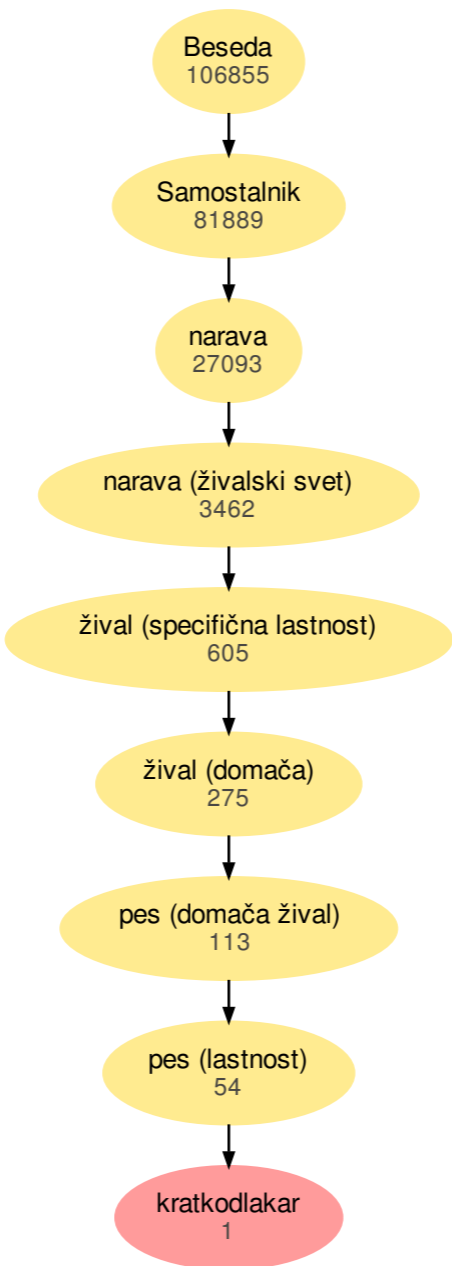 Beseda
106855
Samostalnik
81889
narava
27093
narava (živalski svet)
3462
žival (specifična lastnost)
605
žival (domača)
275
pes (domača žival)
113
pes (lastnost)
54
kratkodlakar
1